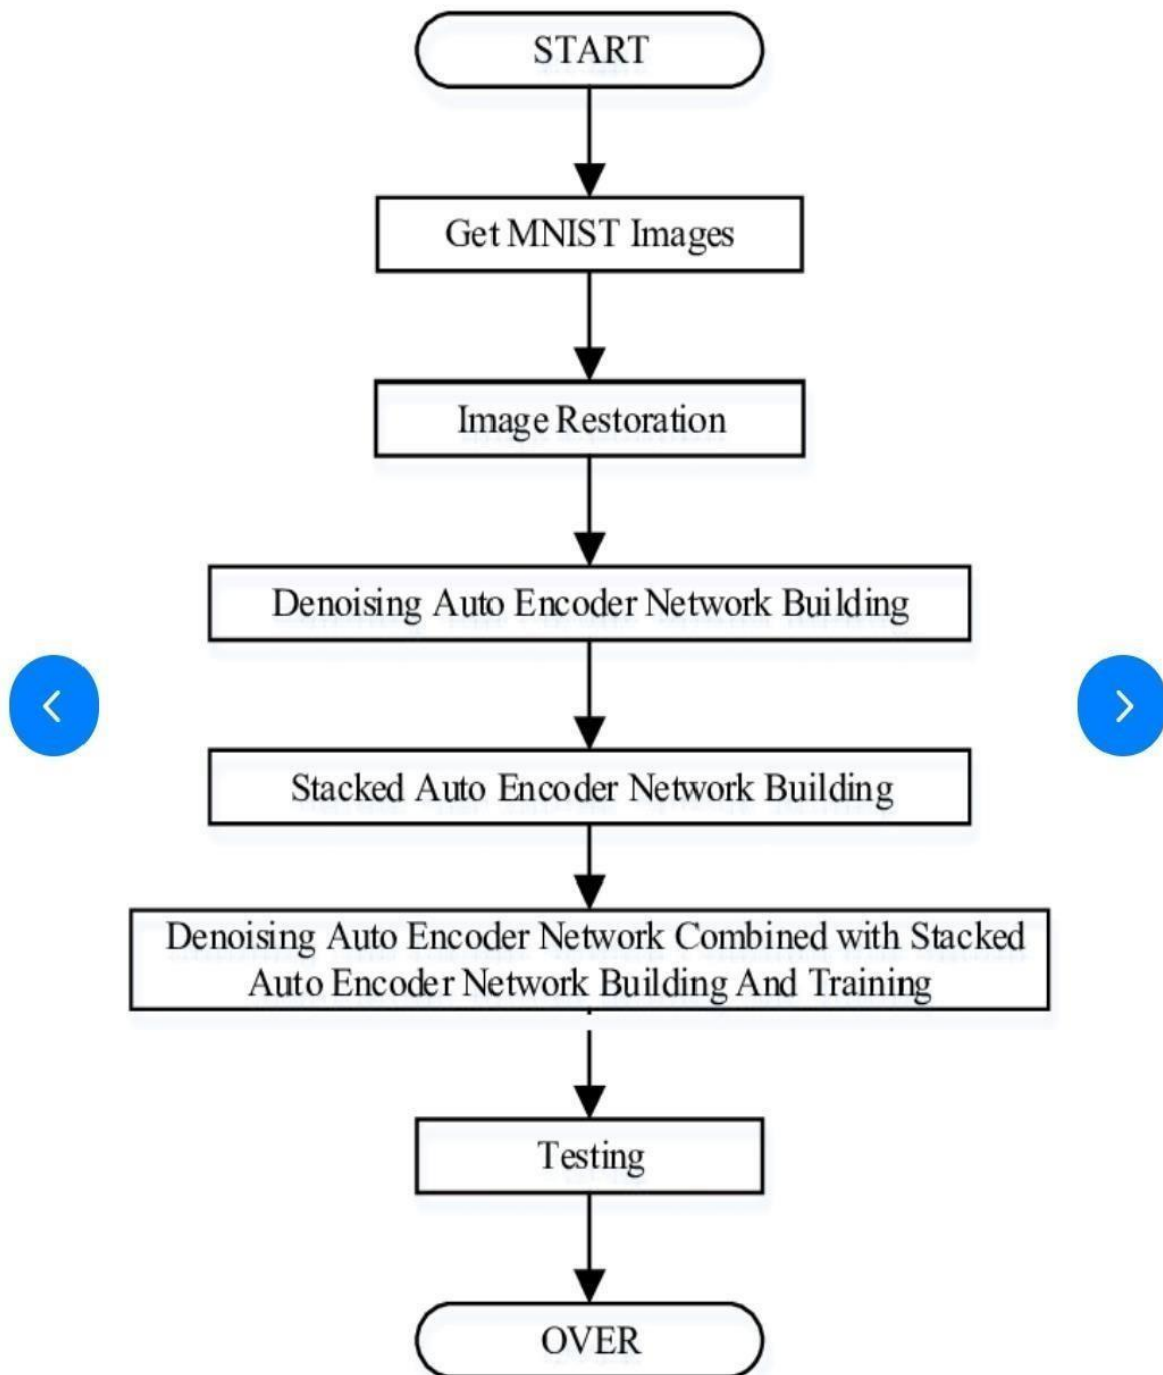 START
Get MNIST Images
Image Restoration
Denoising Auto Encoder Network Building
Stacked Auto Encoder Network Building
Denoising Auto Encoder Network Combined with Stacked
Auto Encoder Network Building And Training
Testing
OVER